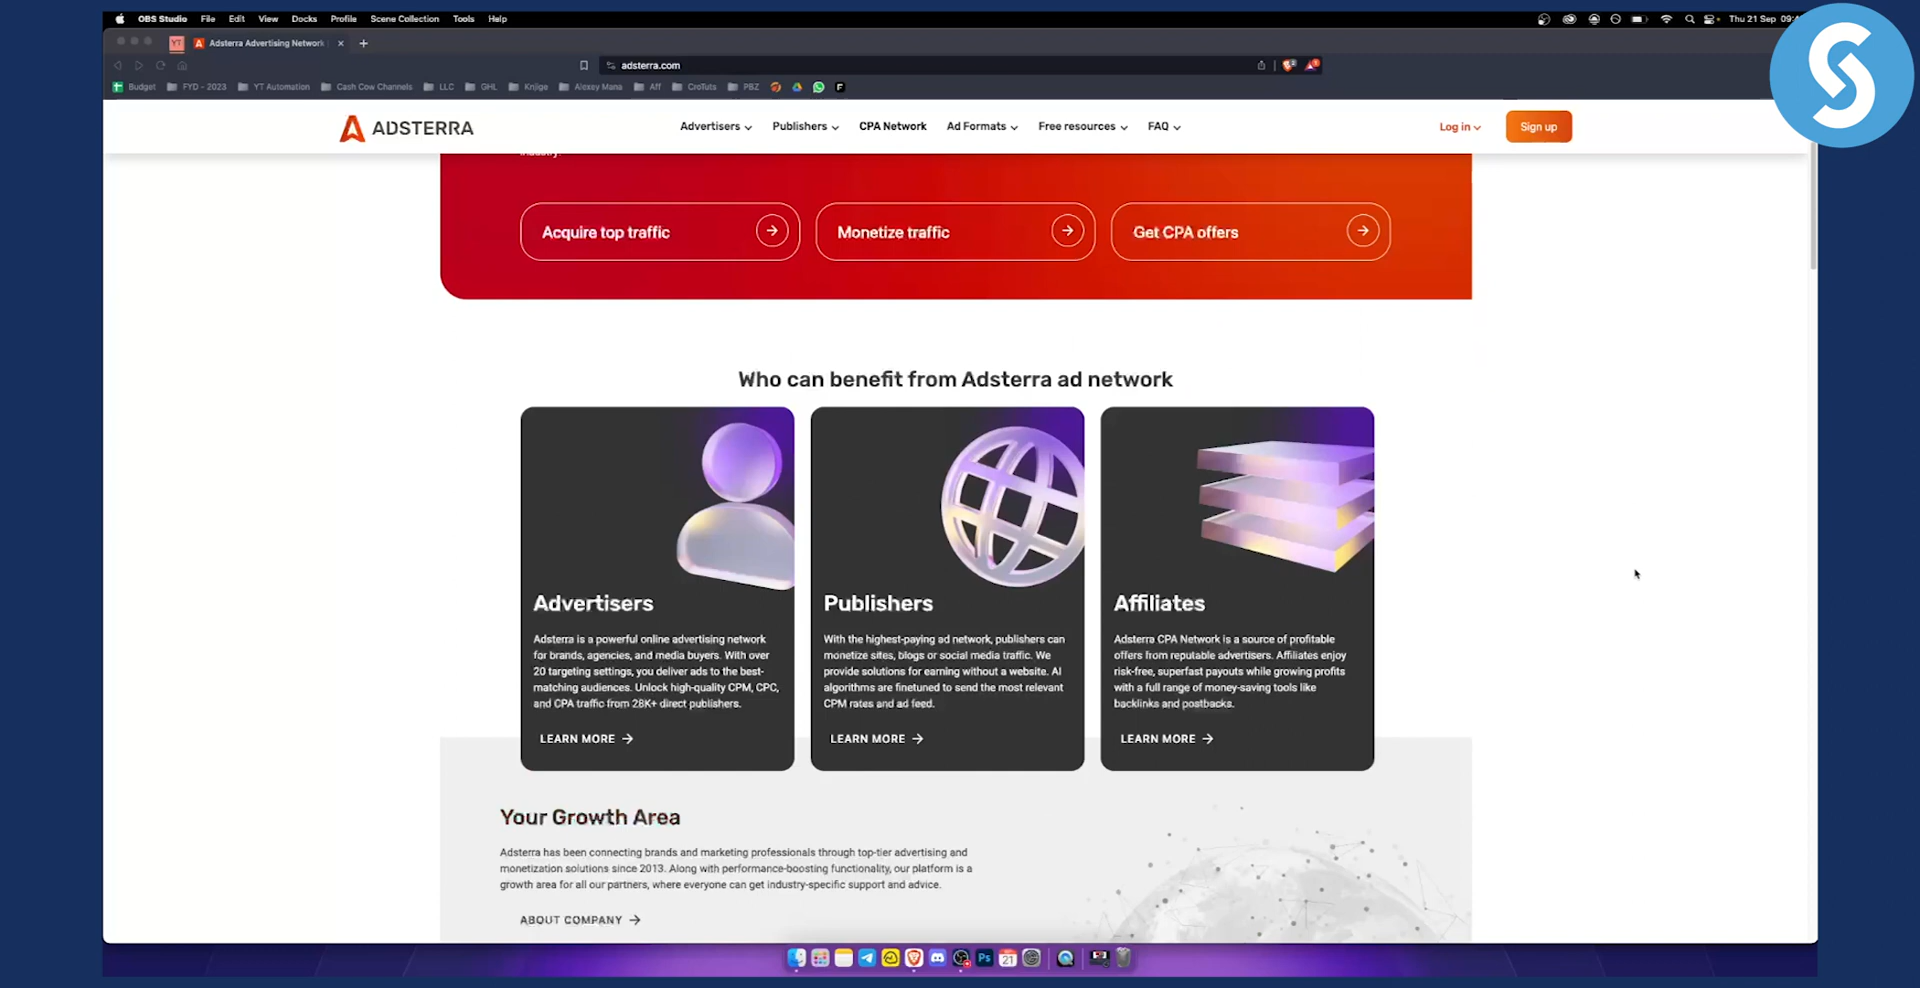 OBS Studio File Edit View Docks Profile Scene Collection Tools Help
Thu 21 Sep
YT Adsterra Advertising Network
adsterra.com
Budget FYD - 2023 YT Automation Cash Cow Channels LLC GHL Knjige Alexey Mana Aff CroTuts PBZ
ADSTERRA Advertisers Publishers CPA Network Ad Formats Free resources FAQ Log in Sign up
industry.
Acquire top traffic Monetize traffic Get CPA offers
Who can benefit from Adsterra ad network
Advertisers
Adsterra is a powerful online advertising network
for brands, agencies, and media buyers. With over
20 targeting settings, you deliver ads to the best-
matching audiences. Unlock high-quality CPM, CPC,
and CPA traffic from 28K+ direct publishers.
LEARN MORE
Publishers
With the highest-paying ad network, publishers can
monetize sites, blogs or social media traffic. We
provide solutions for earning without a website. AI
algorithms are finetuned to send the most relevant
CPM rates and ad feed.
LEARN MORE
Affiliates
Adsterra CPA Network is a source of profitable
offers from reputable advertisers. Affiliates enjoy
risk-free, superfast payouts while growing profits
with a full range of money-saving tools like
backlinks and postbacks.
LEARN MORE
Your Growth Area
Adsterra has been connecting brands and marketing professionals through top-tier advertising and
monetization solutions since 2013. Along with performance-boosting functionality, our platform is a
growth area for all our partners, where everyone can get industry-specific support and advice.
ABOUT COMPANY
Ps
21